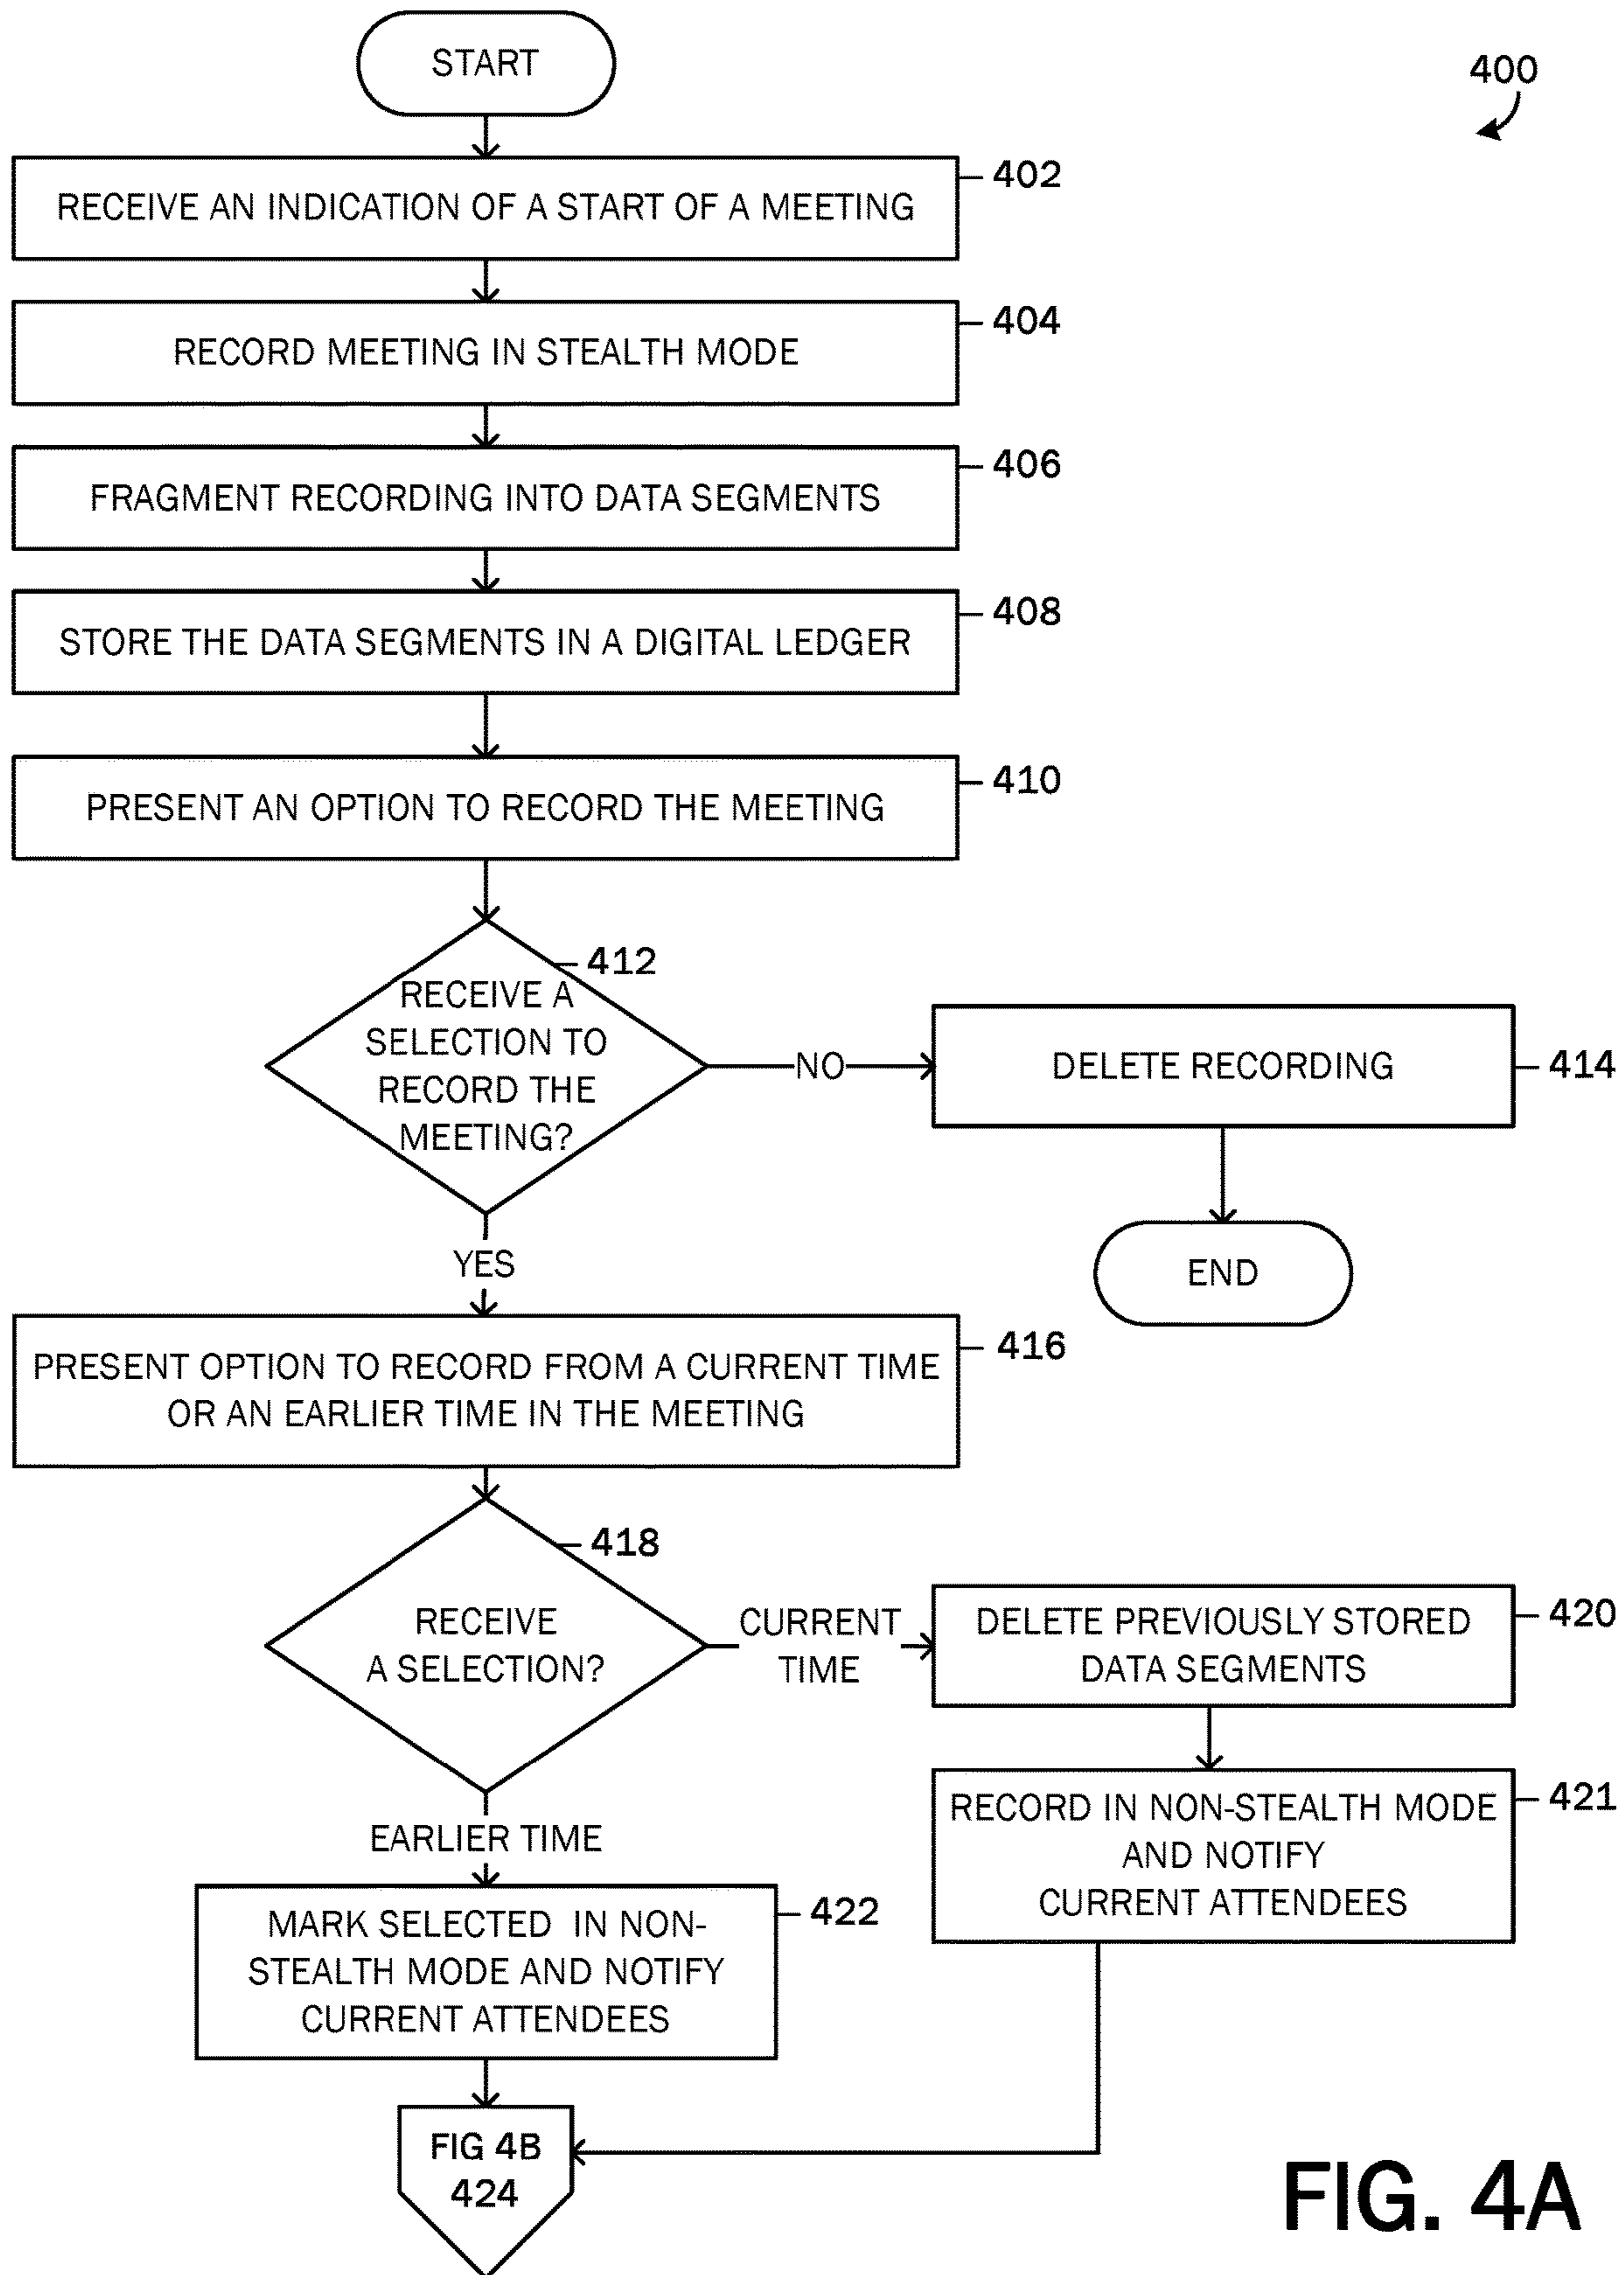 START
400
RECEIVE AN INDICATION OF A START OF A MEETING
402
RECORD MEETING IN STEALTH MODE
404
FRAGMENT RECORDING INTO DATA SEGMENTS
406
STORE THE DATA SEGMENTS IN A DIGITAL LEDGER
408
PRESENT AN OPTION TO RECORD THE MEETING
410
412
RECEIVE A
SELECTION TO
RECORD THE
MEETING?
NO
DELETE RECORDING
414
END
YES
PRESENT OPTION TO RECORD FROM A CURRENT TIME
OR AN EARLIER TIME IN THE MEETING
416
418
RECEIVE
A SELECTION?
CURRENT
TIME
DELETE PREVIOUSLY STORED
DATA SEGMENTS
420
RECORD IN NON-STEALTH MODE
AND NOTIFY
CURRENT ATTENDEES
421
EARLIER TIME
MARK SELECTED IN NON-
STEALTH MODE AND NOTIFY
CURRENT ATTENDEES
422
FIG 4B
424
FIG. 4A